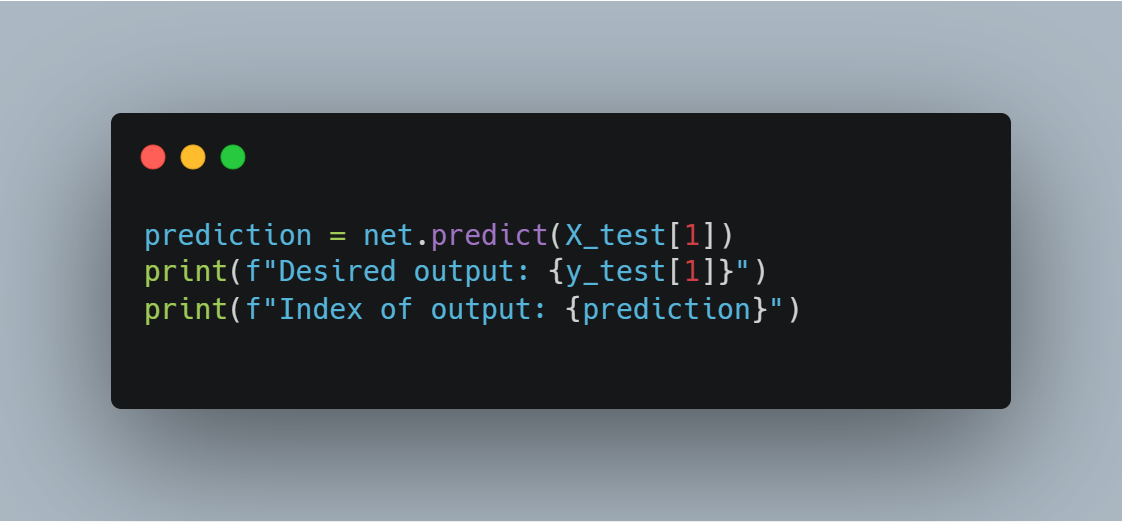 prediction = net.predict(X_test[1])
print(f"Desired output: {y_test[1]}")
print(f"Index of output: {prediction}")